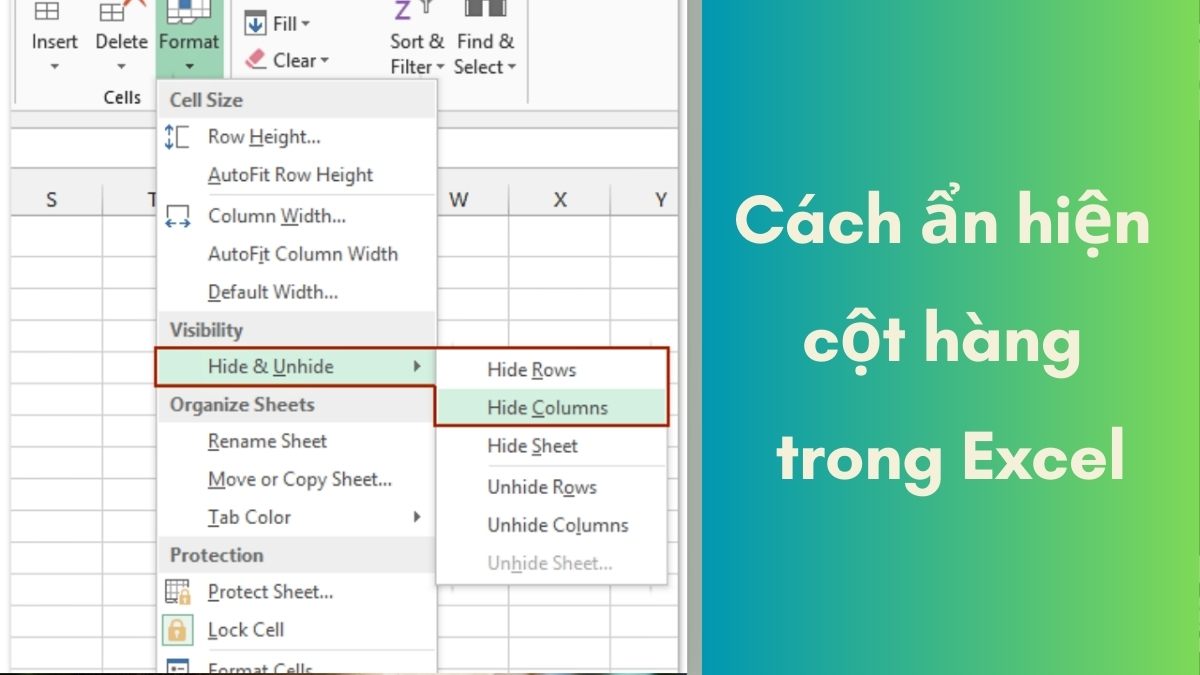 Insert Delete Format
Fill
Clear
Sort & Filter
Find & Select
Cells
Cell Size
Row Height...
AutoFit Row Height
Column Width...
AutoFit Column Width
Default Width...
Visibility
Hide & Unhide
Organize Sheets
Rename Sheet
Move or Copy Sheet...
Tab Color
Protection
Protect Sheet...
Lock Cell
Format Cells
Hide Rows
Hide Columns
Hide Sheet
Unhide Rows
Unhide Columns
Unhide Sheet...
S T W X Y
Cách ẩn hiện
cột hàng
trong Excel